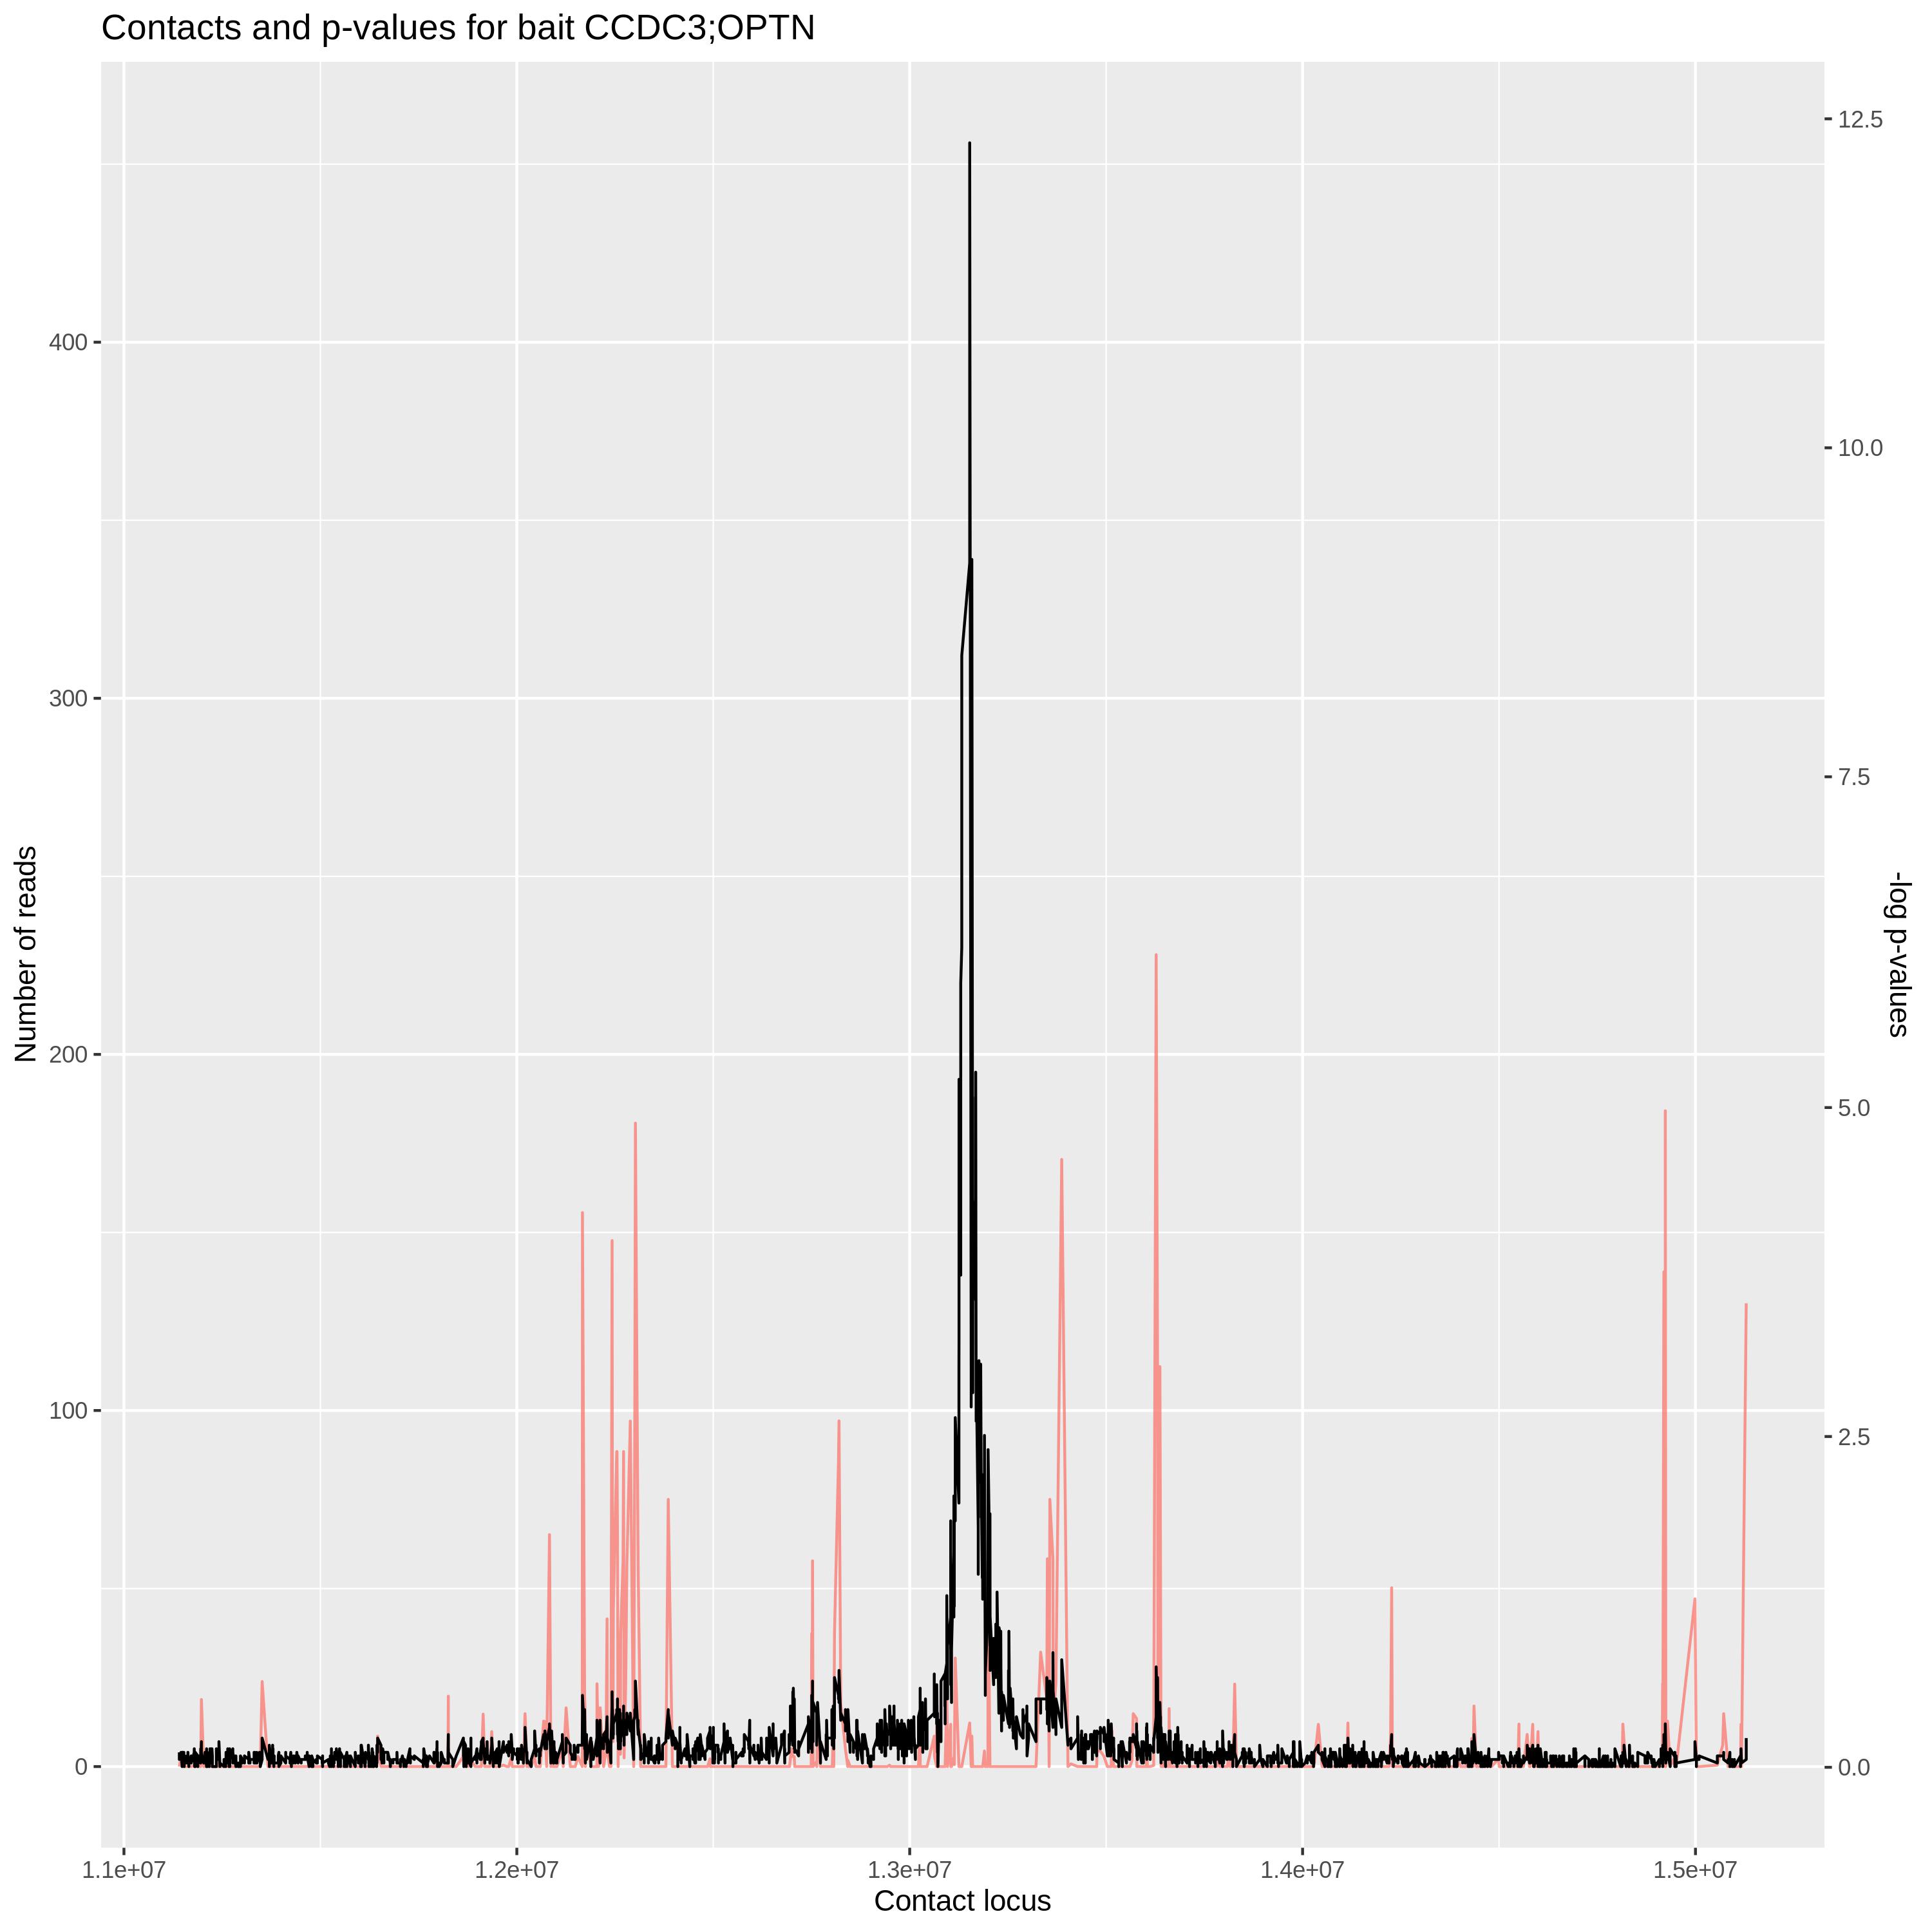 Contacts and p-values for bait CCDC3;OPTN
Number of reads
400
300
200
100
0
12.5
10.0
7.5
5.0
2.5
0.0
-log p-values
1.1e+07
1.2e+07
1.3e+07
1.4e+07
1.5e+07
Contact locus